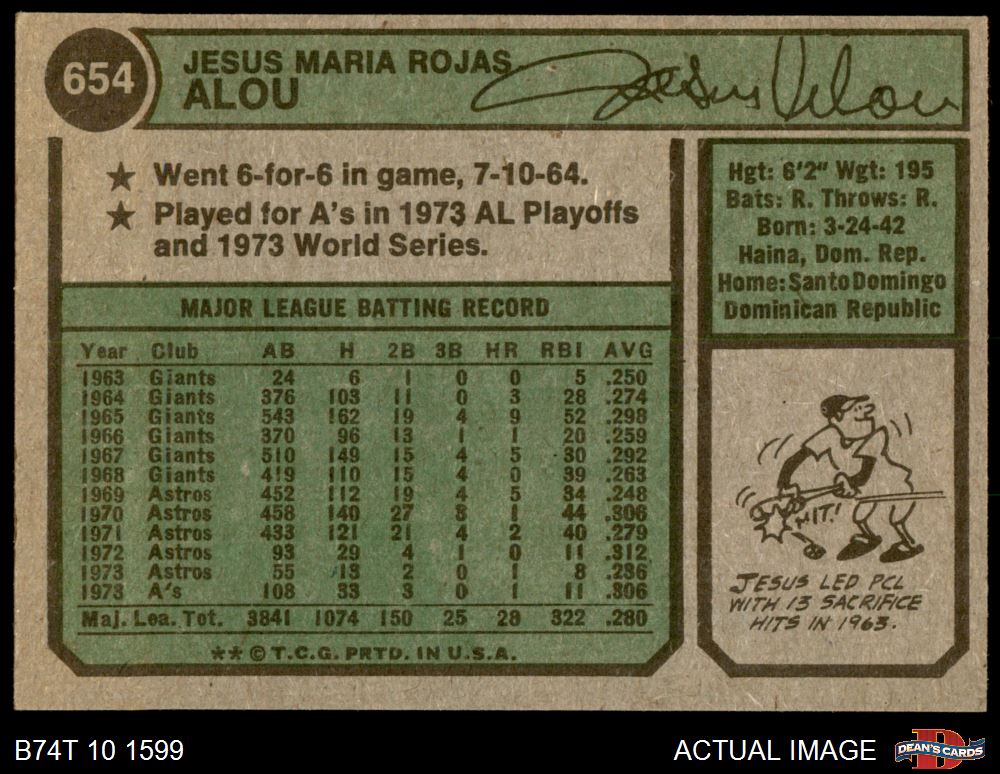 654
JESUS MARIA ROJAS
ALOU
Jesus Alou
★ Went 6-for-6 in game, 7-10-64.
★ Played for A's in 1973 AL Playoffs
and 1973 World Series.
Hgt: 6'2" Wgt: 195
Bats: R. Throws: R.
Born: 3-24-42
Haina, Dom. Rep.
Home: Santo Domingo
Dominican Republic
MAJOR LEAGUE BATTING RECORD
Year Club AB H 2B 3B HR RBI AVG
1963 Giants 24 6 1 0 0 5 .250
1964 Giants 376 103 11 0 3 28 .274
1965 Giants 543 162 19 4 9 52 .298
1966 Giants 370 96 13 1 1 20 .259
1967 Giants 510 149 15 4 5 30 .292
1968 Giants 419 110 15 4 0 39 .263
1969 Astros 452 112 19 4 5 34 .248
1970 Astros 458 140 27 3 1 44 .306
1971 Astros 433 121 21 4 2 40 .279
1972 Astros 93 29 4 1 0 11 .312
1973 Astros 55 13 2 0 1 8 .236
1973 A's 108 33 3 0 1 11 .306
Maj. Lea. Tot. 3841 1074 150 25 28 322 .280
** © T.C.G. PRTD. IN U.S.A.
HIT!
JESUS LED PCL
WITH 13 SACRIFICE
HITS IN 1963.
B74T 10 1599
ACTUAL IMAGE
DEAN'S CARDS